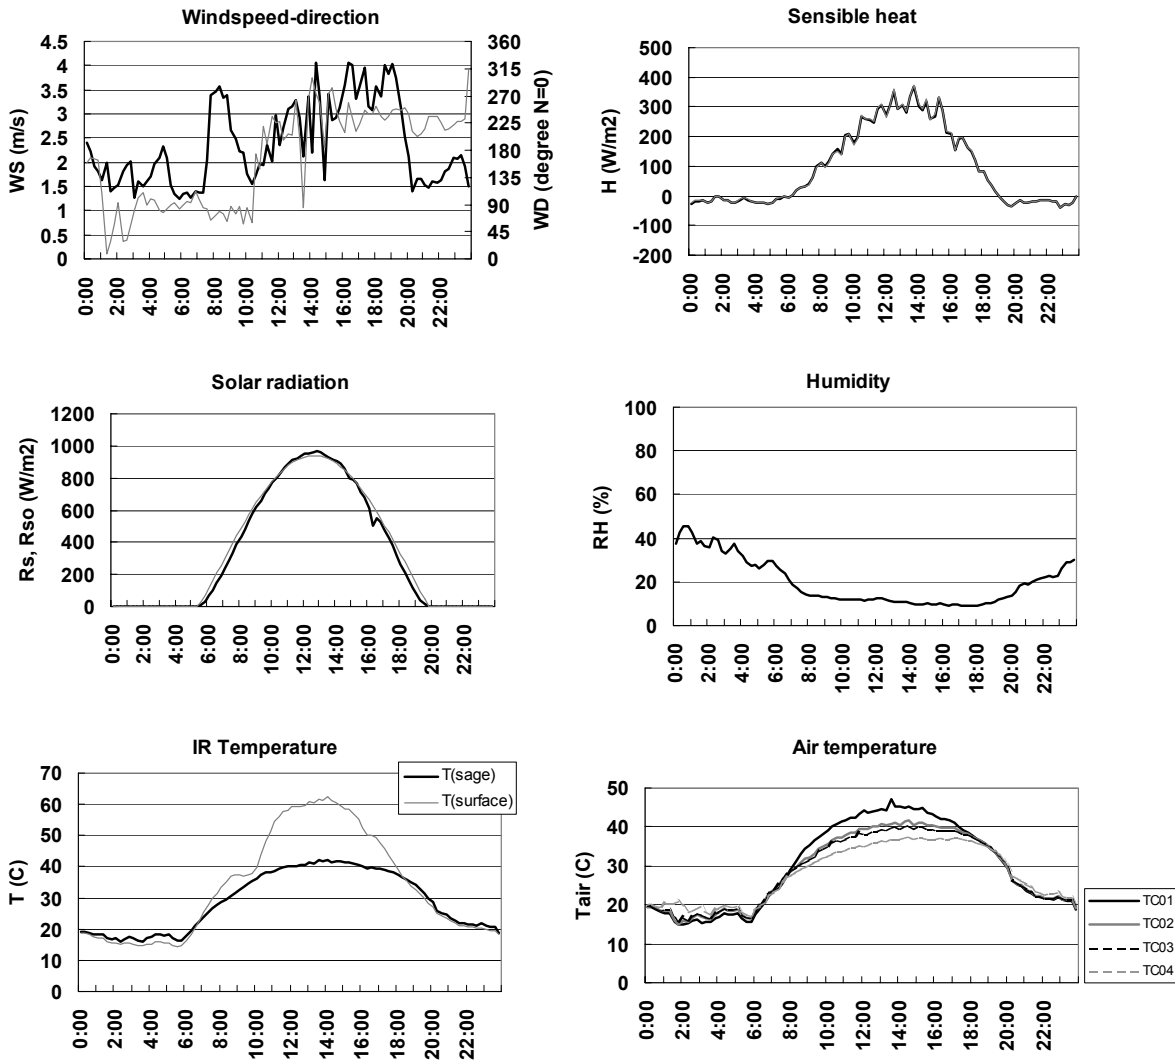 Windspeed-direction
WS (m/s)
4.5
4
3.5
3
2.5
2
1.5
1
0.5
0
360
315
270
225
180
135
90
45
0
WD (degree N=0)
0:00 2:00 4:00 6:00 8:00 10:00 12:00 14:00 16:00 18:00 20:00 22:00
Sensible heat
H (W/m2)
500
400
300
200
100
0
-100
-200
0:00 2:00 4:00 6:00 8:00 10:00 12:00 14:00 16:00 18:00 20:00 22:00
Solar radiation
Rs, Rso (W/m2)
1200
1000
800
600
400
200
0
0:00 2:00 4:00 6:00 8:00 10:00 12:00 14:00 16:00 18:00 20:00 22:00
Humidity
RH (%)
100
80
60
40
20
0
0:00 2:00 4:00 6:00 8:00 10:00 12:00 14:00 16:00 18:00 20:00 22:00
IR Temperature
T (C)
70
60
50
40
30
20
10
0
T(sage)
T(surface)
0:00 2:00 4:00 6:00 8:00 10:00 12:00 14:00 16:00 18:00 20:00 22:00
Air temperature
Tair (C)
50
40
30
20
10
0
0:00 2:00 4:00 6:00 8:00 10:00 12:00 14:00 16:00 18:00 20:00 22:00
TC01
TC02
TC03
TC04